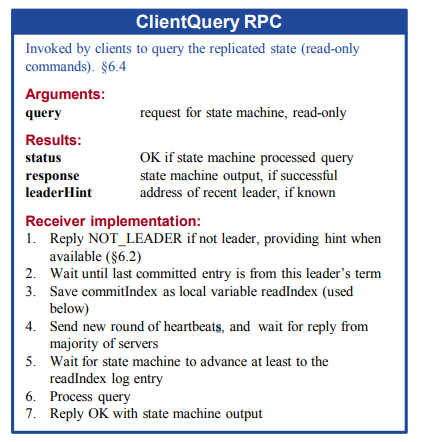 ClientQuery RPC
Invoked by clients to query the replicated state (read-only
commands). §6.4
Arguments:
query request for state machine, read-only
Results:
status OK if state machine processed query
response state machine output, if successful
leaderHint address of recent leader, if known
Receiver implementation:
1. Reply NOT_LEADER if not leader, providing hint when
available (§6.2)
2. Wait until last committed entry is from this leader's term
3. Save commitIndex as local variable readIndex (used
below)
4. Send new round of heartbeats, and wait for reply from
majority of servers
5. Wait for state machine to advance at least to the
readIndex log entry
6. Process query
7. Reply OK with state machine output